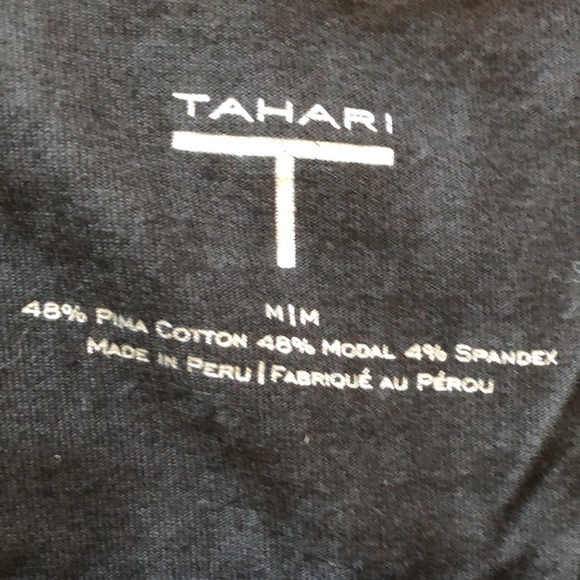 TAHARI
T
M|M
48% PIMA COTTON 48% MODAL 4% SPANDEX
MADE IN PERU | FABRIQUÉ AU PÉROU